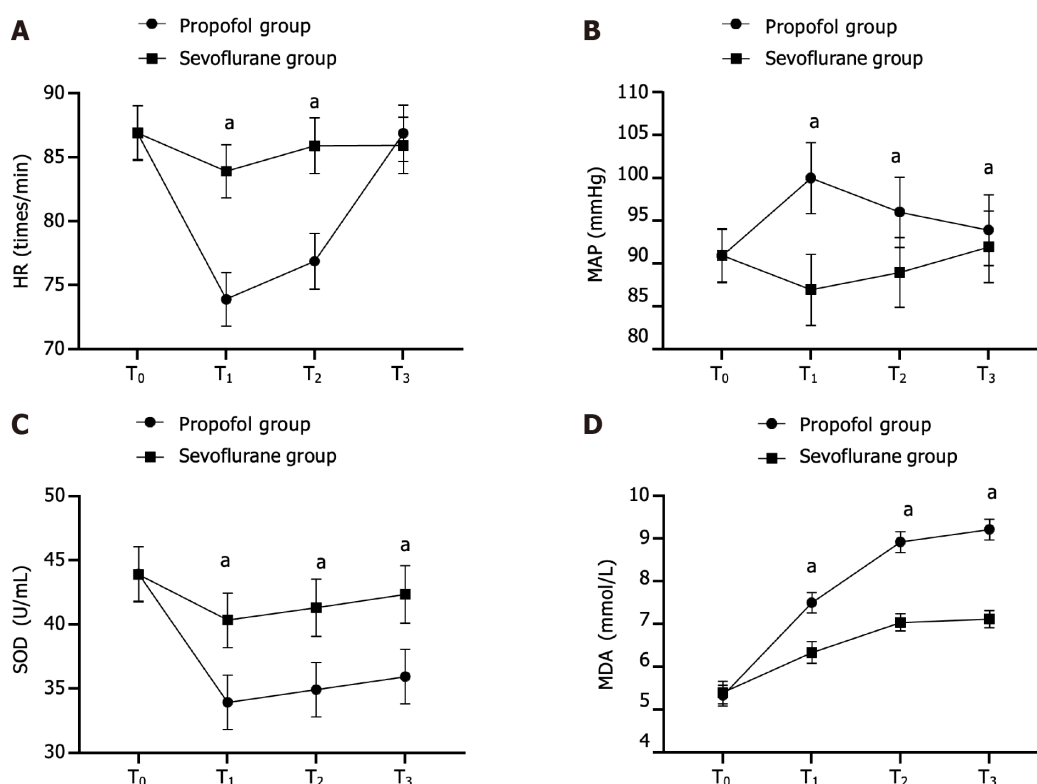 A
Propofol group
Sevoflurane group
HR (times/min)
90
85
80
75
70
a
a
T₀
T₁
T₂
T₃
B
Propofol group
Sevoflurane group
MAP (mmHg)
110
105
100
95
90
85
80
a
a
a
T₀
T₁
T₂
T₃
C
Propofol group
Sevoflurane group
SOD (U/mL)
50
45
40
35
30
a
a
a
T₀
T₁
T₂
T₃
D
Propofol group
Sevoflurane group
MDA (mmol/L)
10
9
8
7
6
5
4
a
a
a
T₀
T₁
T₂
T₃